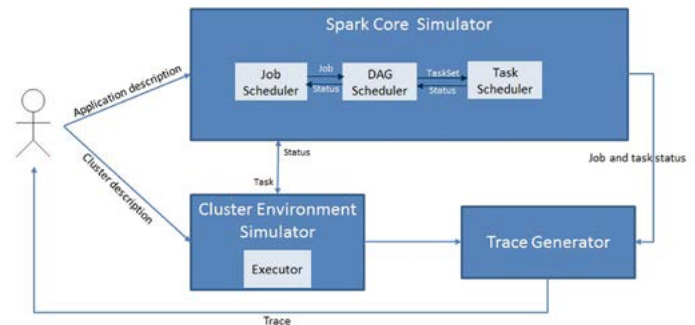 Spark Core Simulator
Job
Scheduler
Job
Status
DAG
Scheduler
TaskSet
Status
Task
Scheduler
Application description
Cluster description
Status
Task
Job and task status
Cluster Environment
Simulator
Executor
Trace Generator
Trace